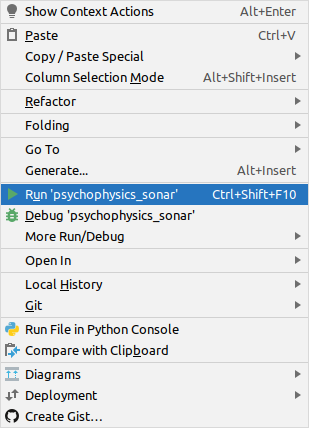 Show Context Actions Alt+Enter
Paste Ctrl+V
Copy / Paste Special
Column Selection Mode Alt+Shift+Insert
Refactor
Folding
Go To
Generate... Alt+Insert
Run 'psychophysics_sonar' Ctrl+Shift+F10
Debug 'psychophysics_sonar'
More Run/Debug
Open In
Local History
Git
Run File in Python Console
Compare with Clipboard
Diagrams
Deployment
Create Gist...